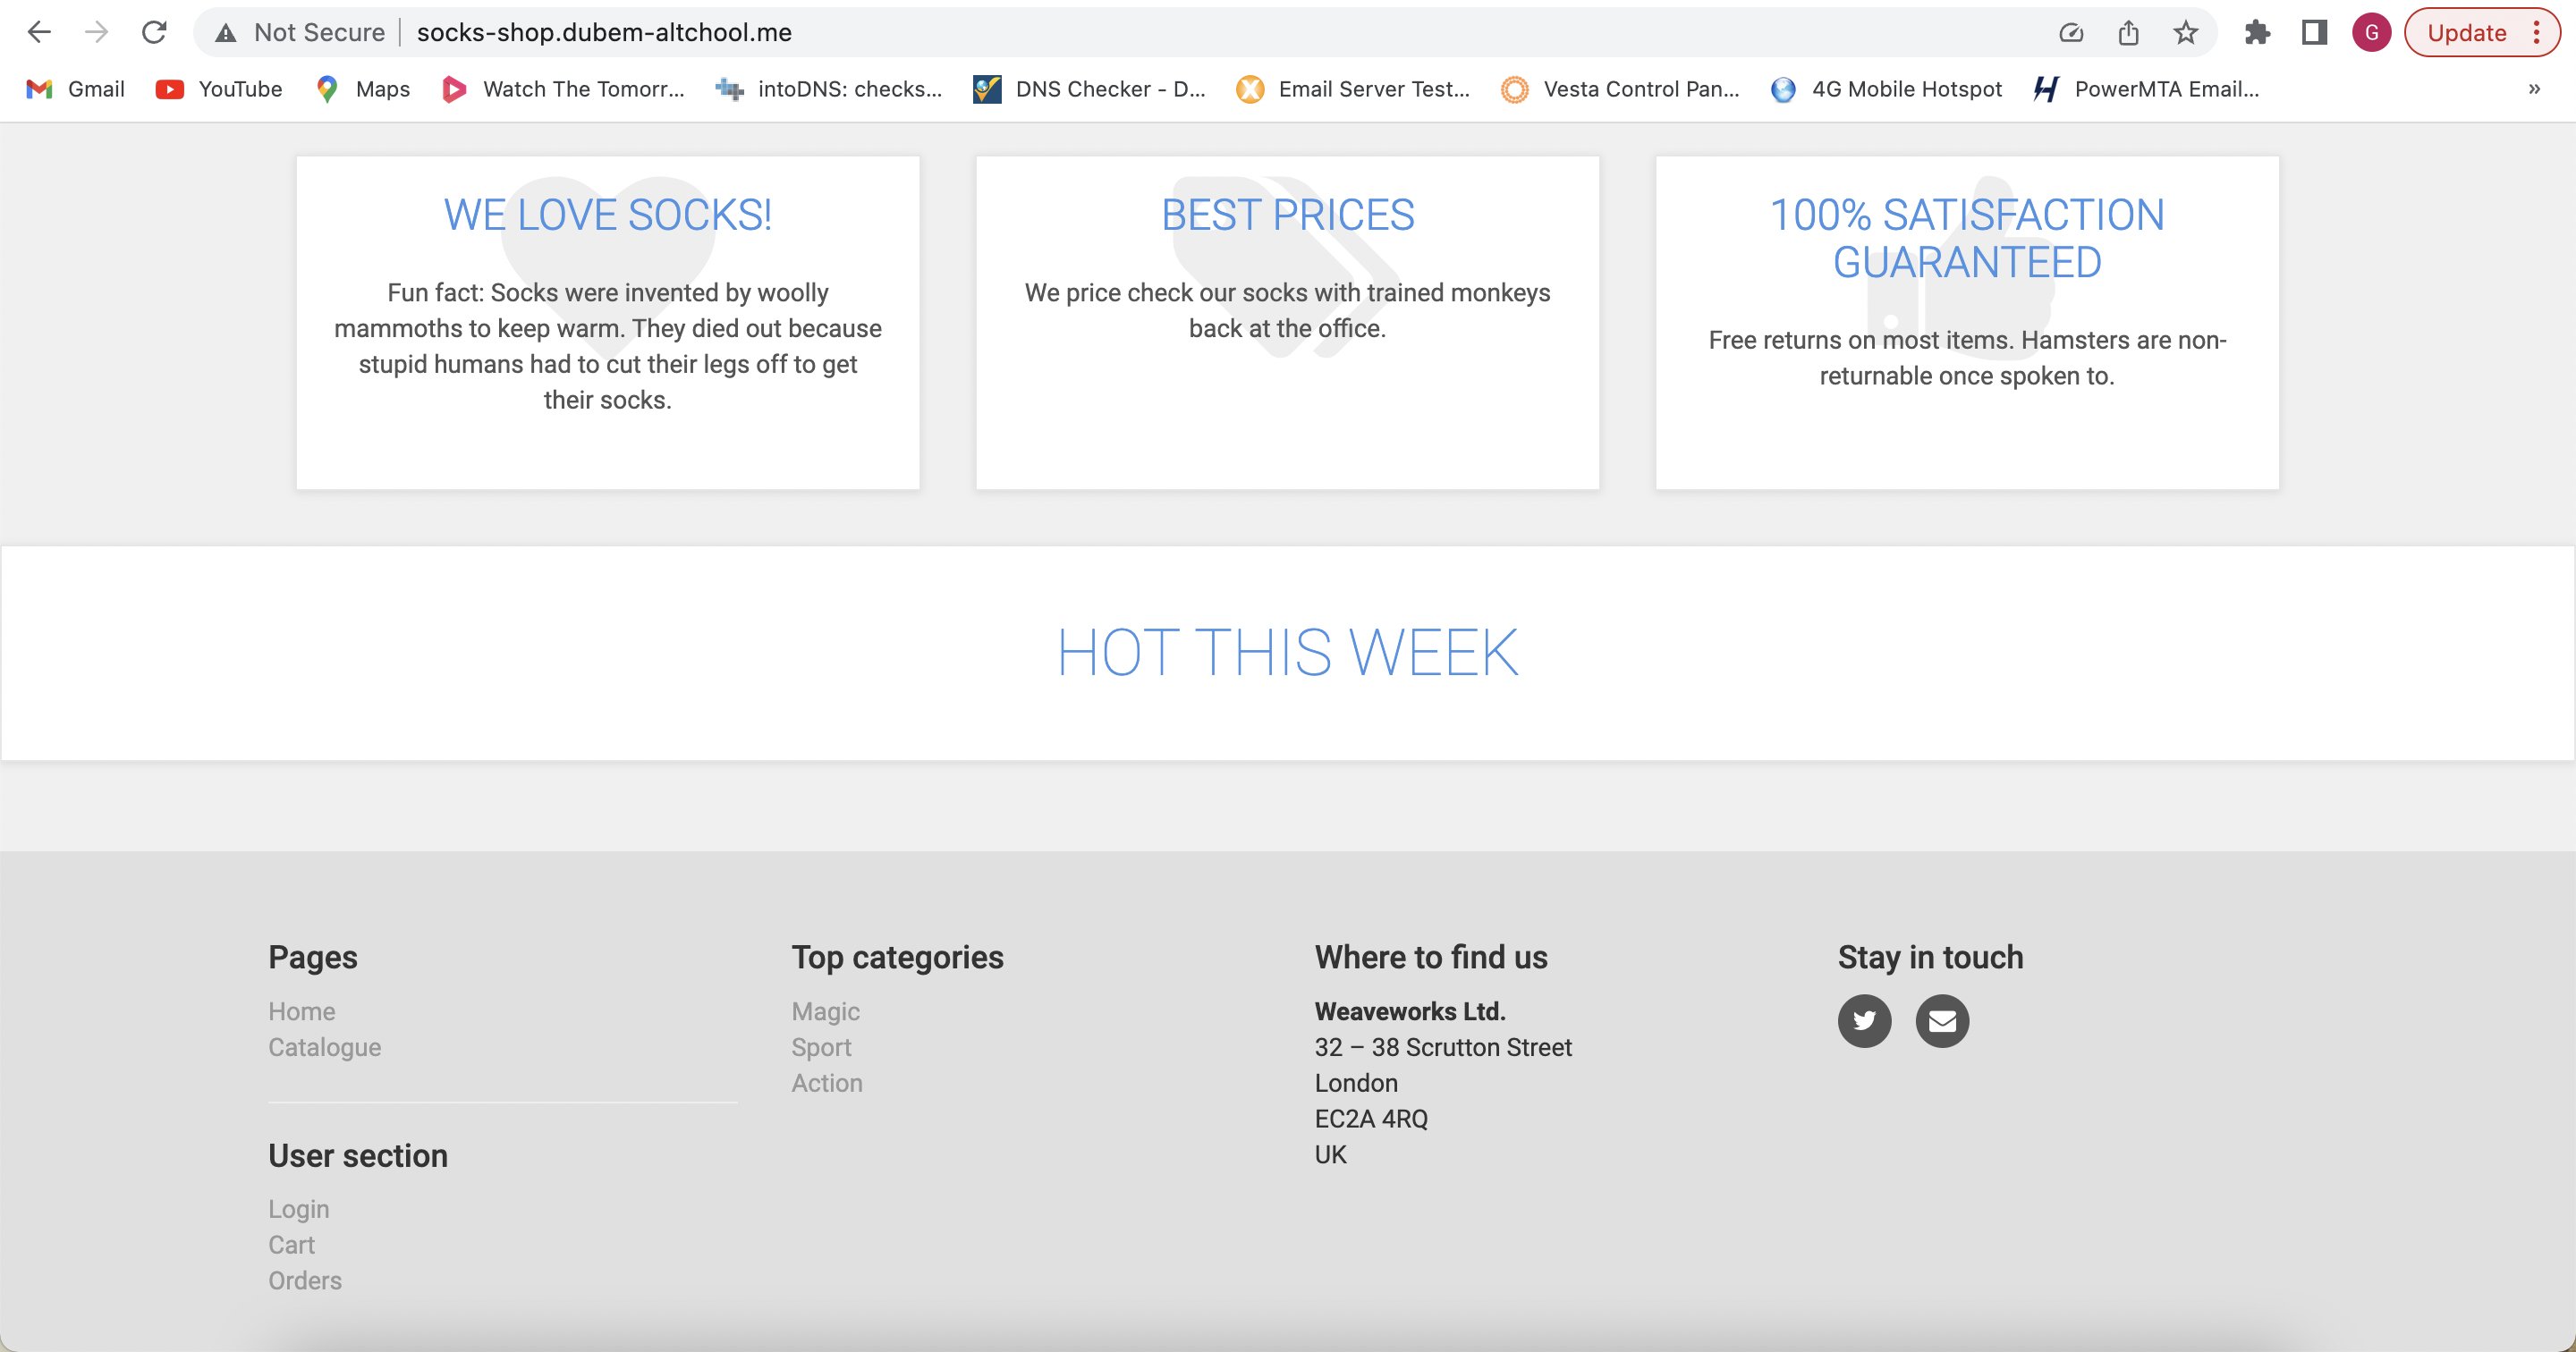 Not Secure socks-shop.dubem-altchool.me G Update
Gmail YouTube Maps Watch The Tomorr... intoDNS: checks... DNS Checker - D... Email Server Test... Vesta Control Pan... 4G Mobile Hotspot PowerMTA Email... »
WE LOVE SOCKS!
Fun fact: Socks were invented by woolly
mammoths to keep warm. They died out because
stupid humans had to cut their legs off to get
their socks.
BEST PRICES
We price check our socks with trained monkeys
back at the office.
100% SATISFACTION
GUARANTEED
Free returns on most items. Hamsters are non-
returnable once spoken to.
HOT THIS WEEK
Pages
Home
Catalogue
User section
Login
Cart
Orders
Top categories
Magic
Sport
Action
Where to find us
Weaveworks Ltd.
32 – 38 Scrutton Street
London
EC2A 4RQ
UK
Stay in touch